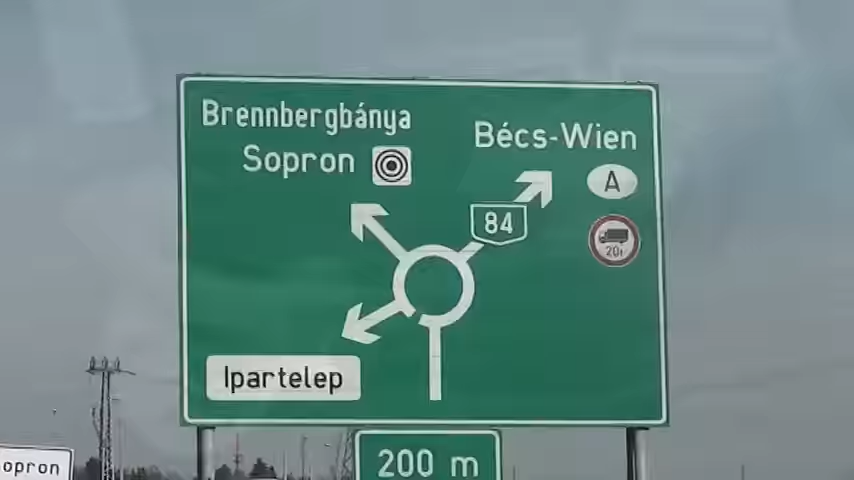 Brennbergbánya
Sopron
Bécs-Wien
A
84
20t
Ipartelep
200 m
opron